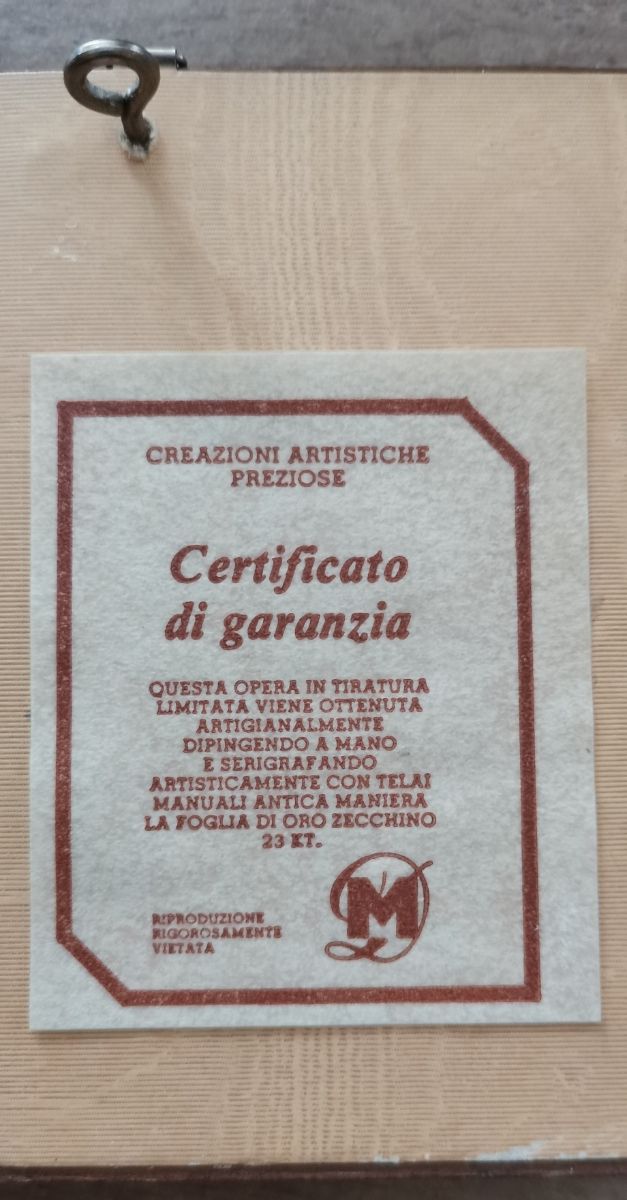 CREAZIONI ARTISTICHE
PREZIOSE
Certificato
di garanzia
QUESTA OPERA IN TIRATURA
LIMITATA VIENE OTTENUTA
ARTIGIANALMENTE
DIPINGENDO A MANO
E SERIGRAFANDO
ARTISTICAMENTE CON TELAI
MANUALI ANTICA MANIERA
LA FOGLIA DI ORO ZECCHINO
23 KT.
RIPRODUZIONE
RIGOROSAMENTE
VIETATA
DM